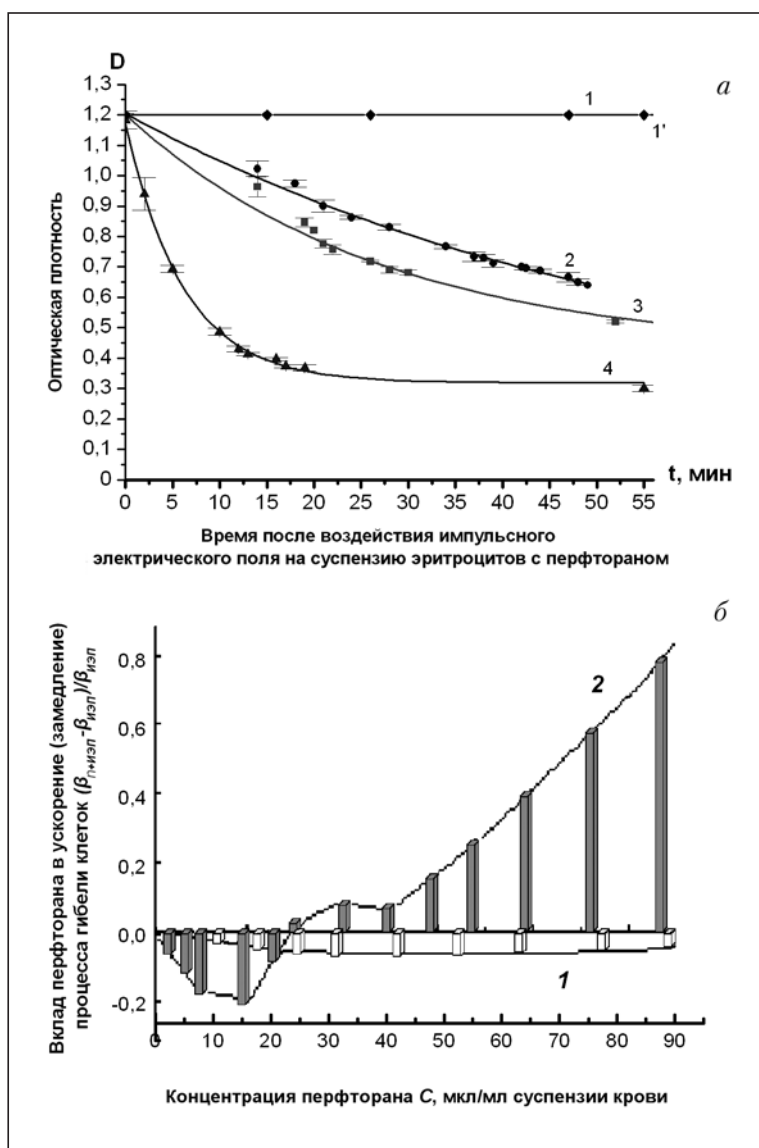 а
D
1,3
1,2
1,1
1,0
0,9
0,8
0,7
0,6
0,5
0,4
0,3
0,2
0,1
0
Оптическая плотность
1
1'
2
3
4
0 5 10 15 20 25 30 35 40 45 50 55
t, мин
Время после воздействия импульсного
электрического поля на суспензию эритроцитов с перфтораном
б
Вклад перфторана в ускорение (замедление)
процесса гибели клеток (βп+иэп-βиэп)/βиэп
0,8
0,6
0,4
0,2
0,0
-0,2
2
1
0 10 20 30 40 50 60 70 80 90
Концентрация перфторана С, мкл/мл суспензии крови